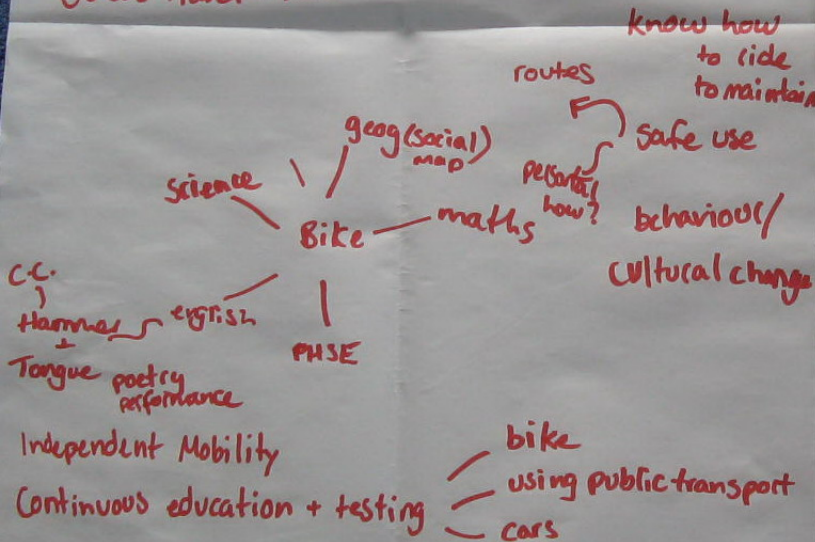 know how
to ride
to maintain
routes
safe use
geog (social)
map
personal
how?
science
Bike
maths
behaviour/
cultural change
C.C.
Hammer
+
Tongue
english
PHSE
poetry
performance
Independent Mobility
Continuous education + testing
bike
using public transport
cars